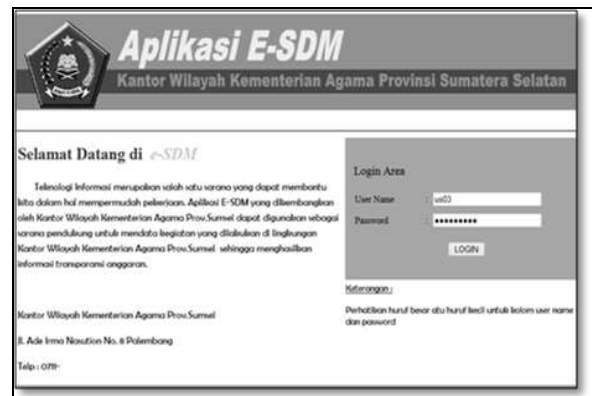 Aplikasi E-SDM
Kantor Wilayah Kementerian Agama Provinsi Sumatera Selatan
Selamat Datang di e-SDM
Teknologi Informasi merupakan salah satu sarana yang dapat membantu
kita dalam hal mempermudah pekerjaan. Aplikasi E-SDM yang dikembangkan
oleh Kantor Wilayah Kementerian Agama Prov.Sumsel dapat digunakan sebagai
sarana pendukung untuk mendata kegiatan yang dilakukan di lingkungan
Kantor Wilayah Kementerian Agama Prov.Sumsel sehingga menghasilkan
informasi transparansi anggaran.
Kantor Wilayah Kementerian Agama Prov.Sumsel
Jl. Ade Irma Nasution No. 8 Palembang
Telp : 0711-
Login Area
User Name : us03
Password : •••••••••
LOGIN
Keterangan :
Perhatikan huruf besar atu huruf kecil untuk kolom user name
dan password